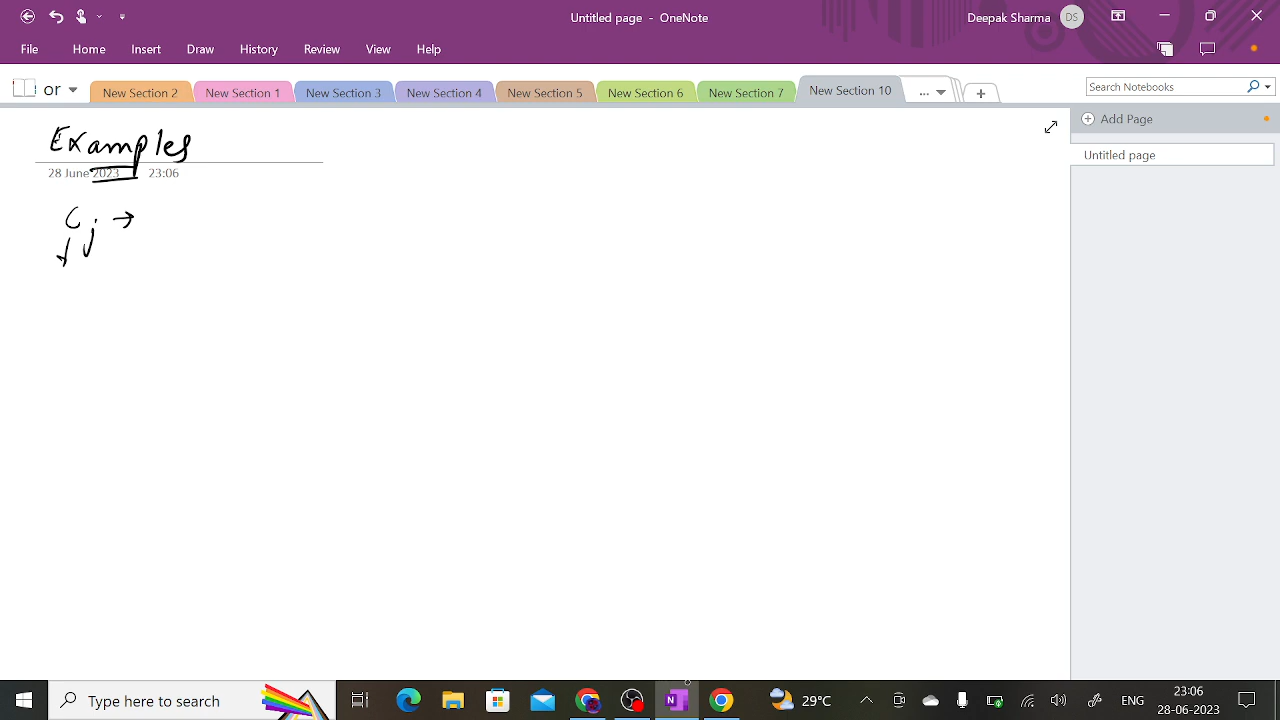 Untitled page - OneNote
Deepak Sharma DS
File Home Insert Draw History Review View Help
or New Section 2 New Section 1 New Section 3 New Section 4 New Section 5 New Section 6 New Section 7 New Section 10 ... +
Search Notebooks
Examples
Add Page
28 June 2023 23:06
Untitled page
Cj →
↓
Type here to search
29°C
ENG
23:06
28-06-2023